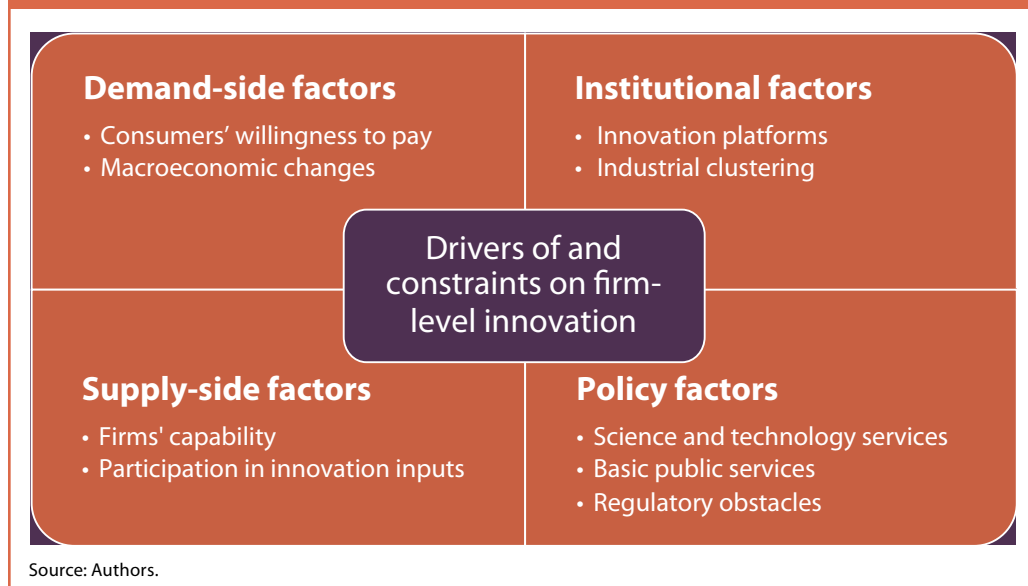 Demand-side factors
• Consumers’ willingness to pay
• Macroeconomic changes
Institutional factors
• Innovation platforms
• Industrial clustering
Drivers of and
constraints on firm-
level innovation
Supply-side factors
• Firms' capability
• Participation in innovation inputs
Policy factors
• Science and technology services
• Basic public services
• Regulatory obstacles
Source: Authors.